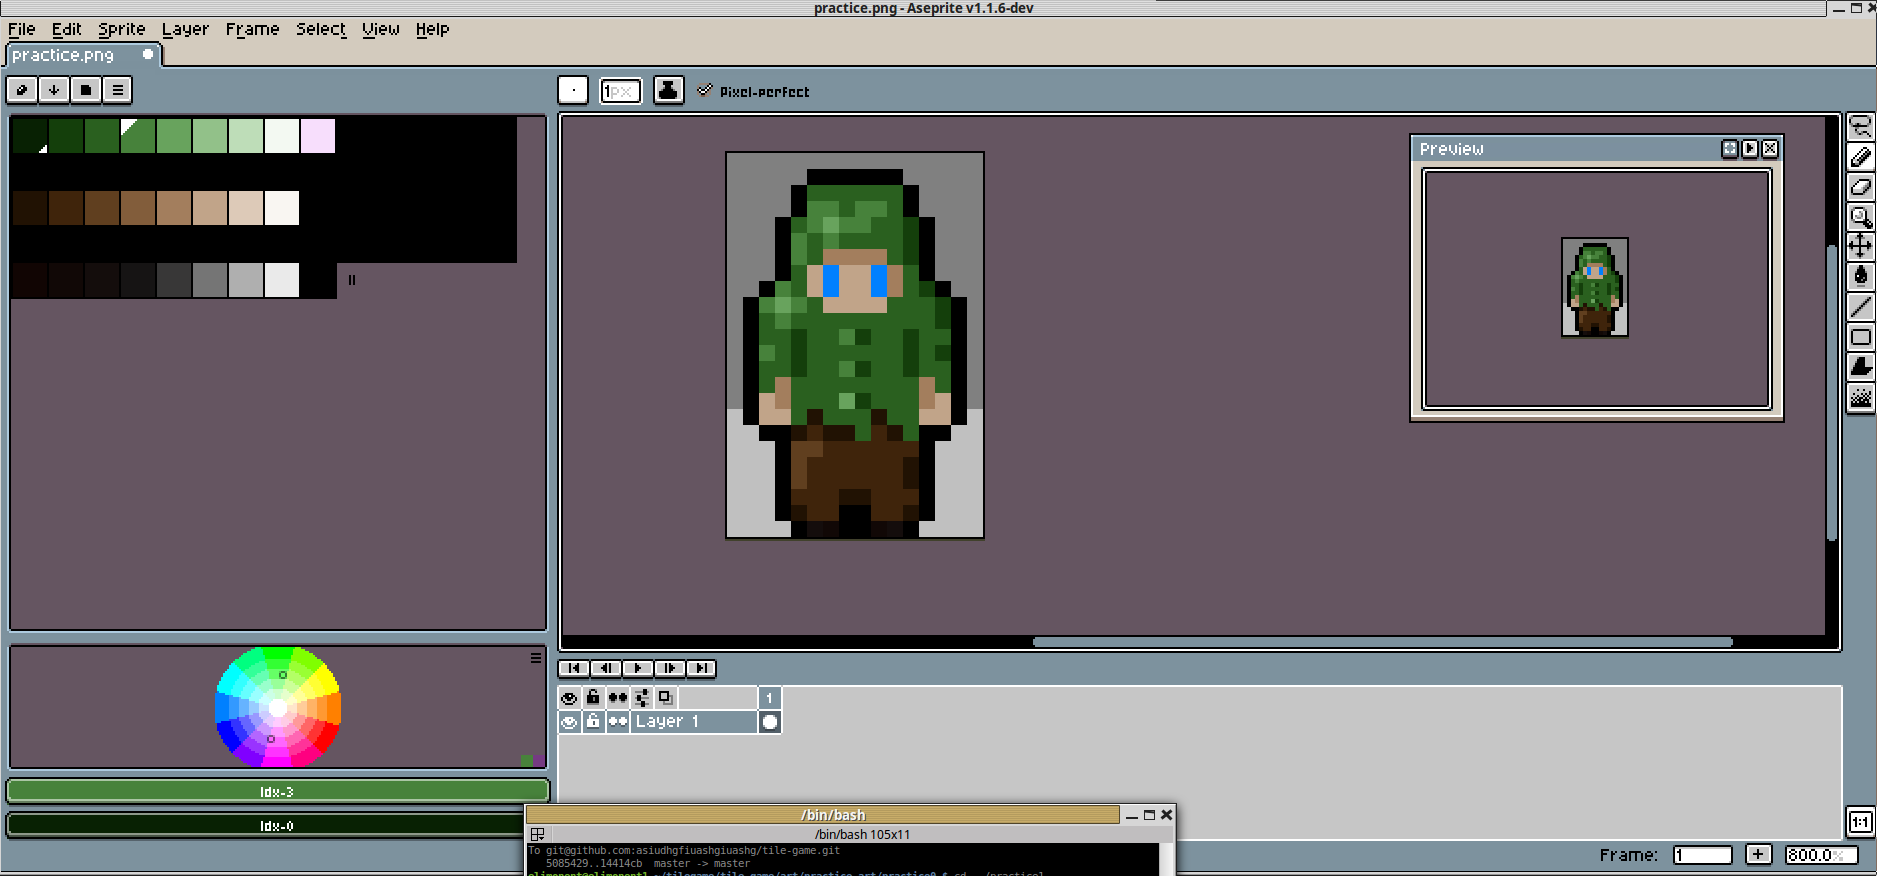 practice.png - Aseprite v1.1.6-dev
File Edit Sprite Layer Frame Select View Help
practice.png
1px Pixel-perfect
Preview
1
Layer 1
Idx-3
Idx-0
/bin/bash
/bin/bash 105x11
To git@github.com:asiudhgfiuashgiuashg/tile-game.git
5085429..14414cb master -> master
1:1
Frame: 1 + 800.0%